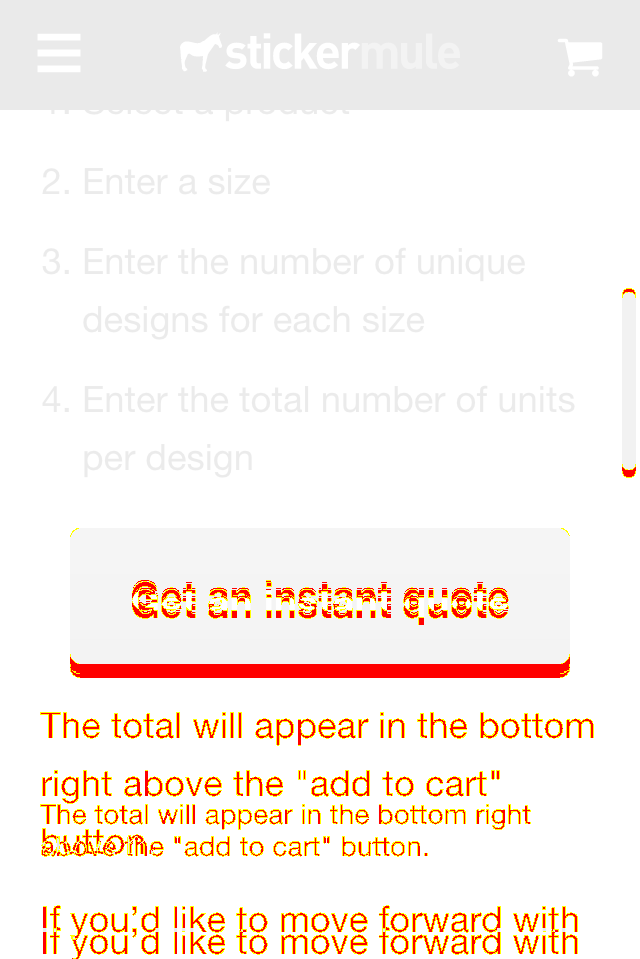 stickermule
1. Select a product
2. Enter a size
3. Enter the number of unique
designs for each size
4. Enter the total number of units
per design
Get an instant quote
The total will appear in the bottom
right above the "add to cart"
The total will appear in the bottom right
button.
above the "add to cart" button.
If you'd like to move forward with
If you'd like to move forward with